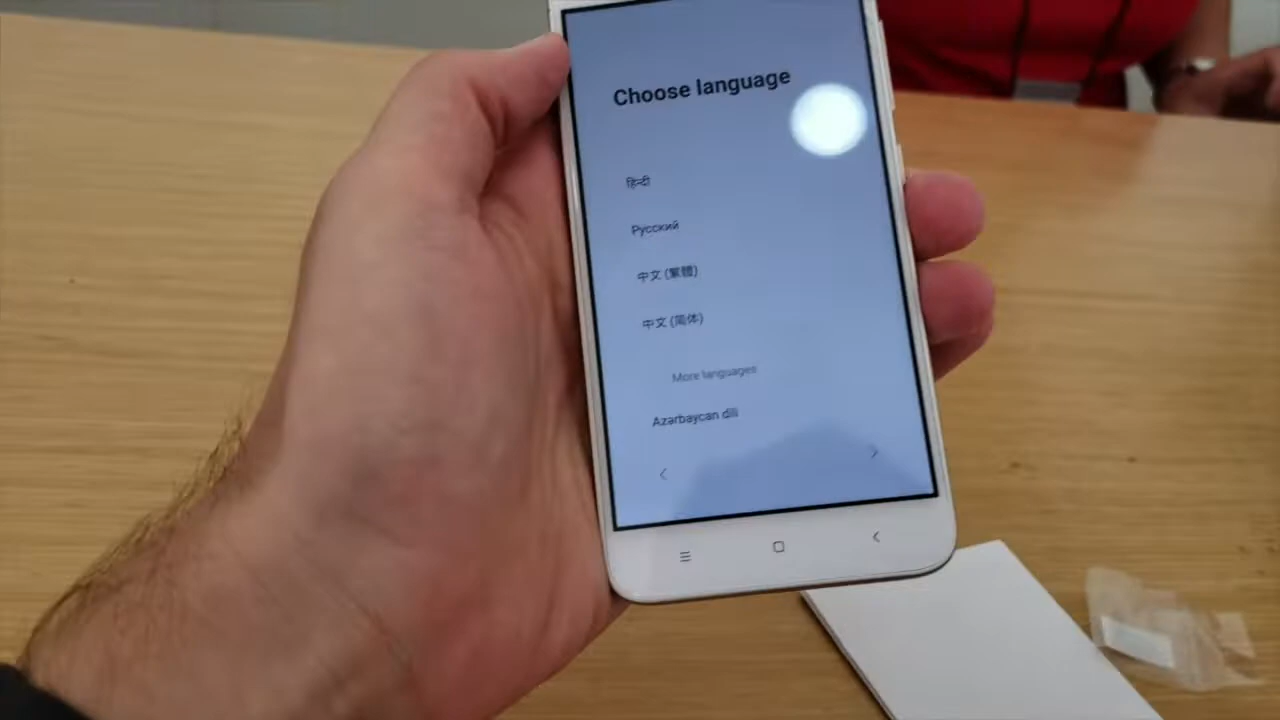 Choose language
हिन्दी
Русский
中文 (繁體)
中文 (简体)
More languages
Azərbaycan dili